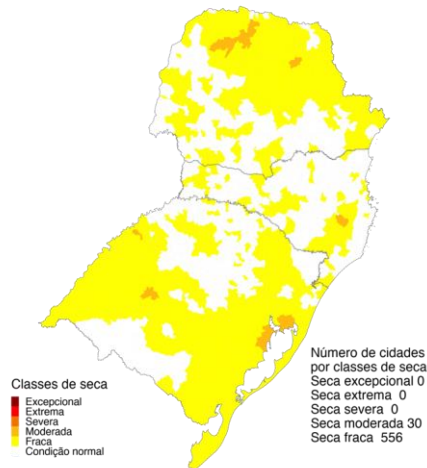 Classes de seca
Excepcional
Extrema
Severa
Moderada
Fraca
Condição normal
Número de cidades
por classes de seca
Seca excepcional 0
Seca extrema 0
Seca severa 0
Seca moderada 30
Seca fraca 556